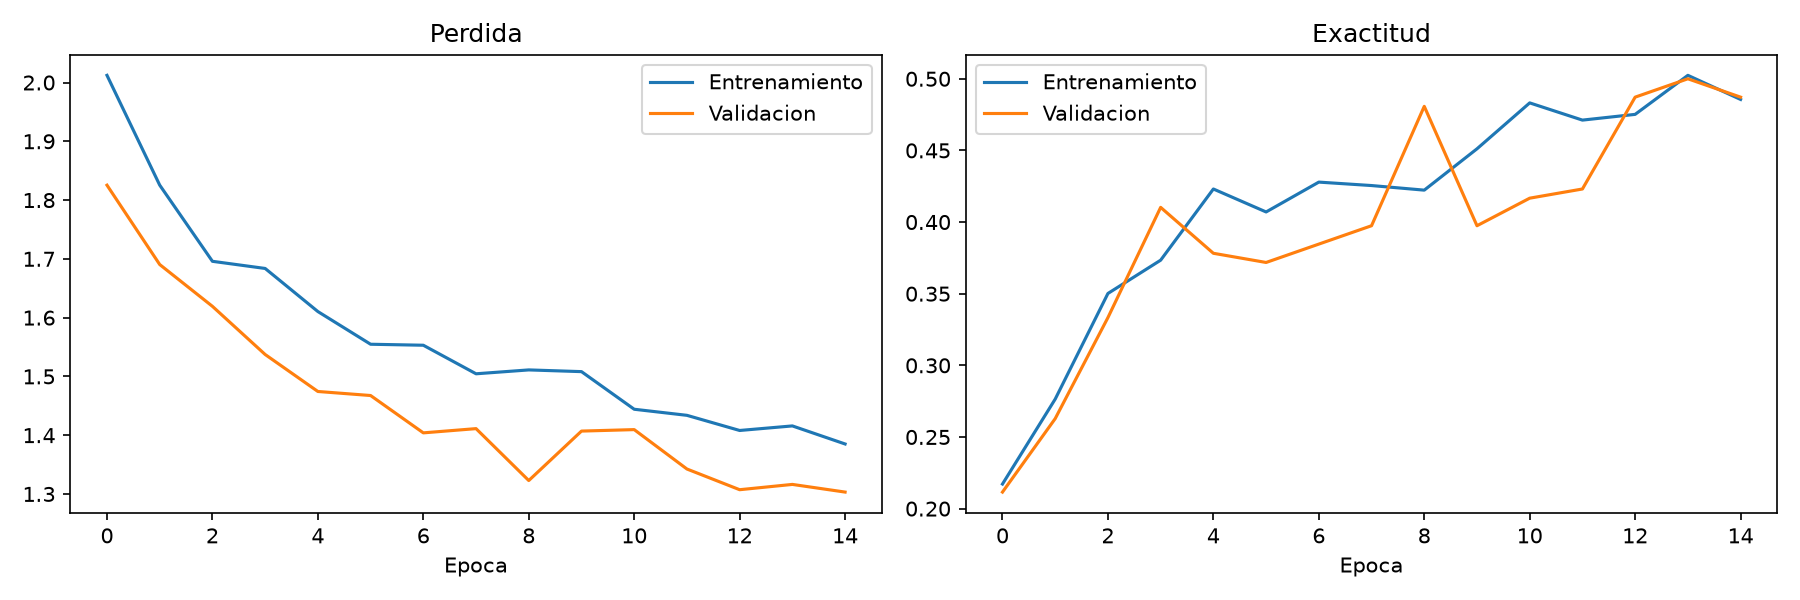 Perdida
2.0
1.9
1.8
1.7
1.6
1.5
1.4
1.3
0 2 4 6 8 10 12 14
Epoca
Entrenamiento
Validacion
Exactitud
0.50
0.45
0.40
0.35
0.30
0.25
0.20
0 2 4 6 8 10 12 14
Epoca
Entrenamiento
Validacion